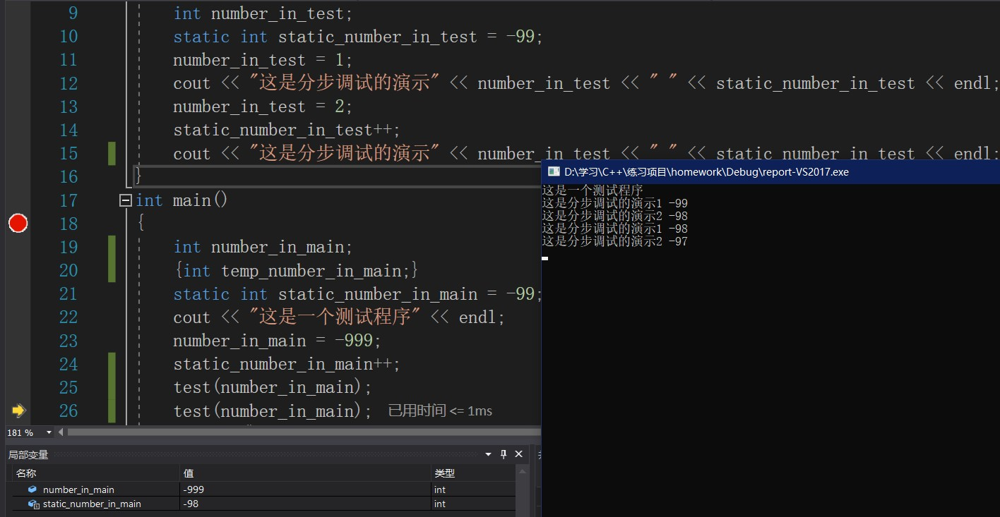 9 int number_in_test;
10 static int static_number_in_test = -99;
11 number_in_test = 1;
12 cout << "这是分步调试的演示" << number_in_test << " " << static_number_in_test << endl;
13 number_in_test = 2;
14 static_number_in_test++;
15 cout << "这是分步调试的演示" << number_in_test << " " << static_number_in_test << endl;
16 }
17 int main()
18 {
19 int number_in_main;
20 {int temp_number_in_main;}
21 static int static_number_in_main = -99;
22 cout << "这是一个测试程序" << endl;
23 number_in_main = -999;
24 static_number_in_main++;
25 test(number_in_main);
26 test(number_in_main); 已用时间 <= 1ms
181 %
局部变量
名称 值 类型
number_in_main -999 int
static_number_in_main -98 int
D:\学习\C++\练习项目\homework\Debug\report-VS2017.exe
这是一个测试程序
这是分步调试的演示1 -99
这是分步调试的演示2 -98
这是分步调试的演示1 -98
这是分步调试的演示2 -97